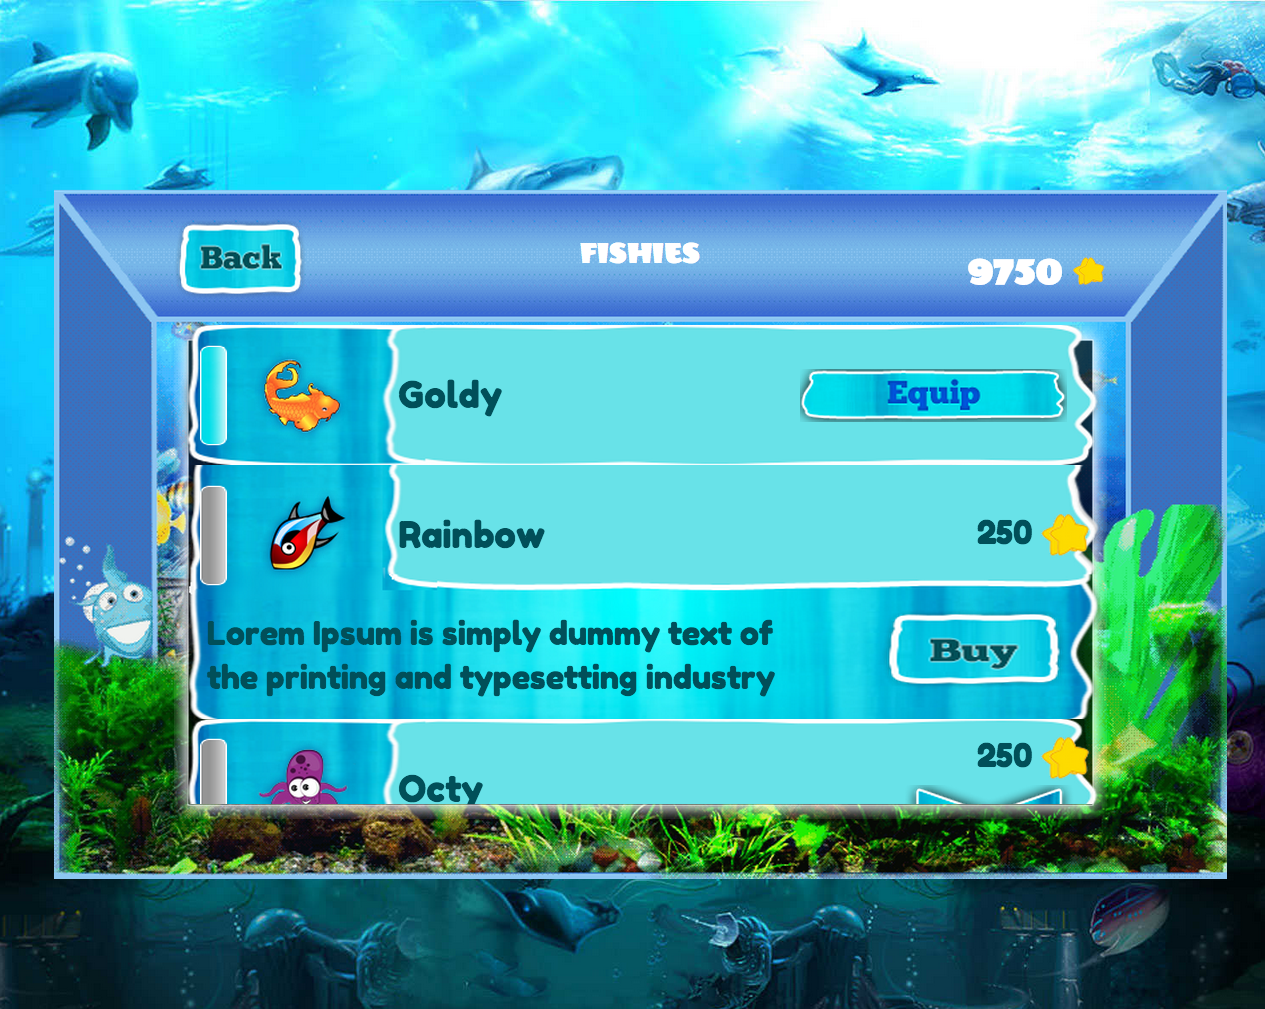 Back
FISHIES
9750
Goldy
Equip
Rainbow
250
Lorem Ipsum is simply dummy text of
the printing and typesetting industry
Buy
250
Octy